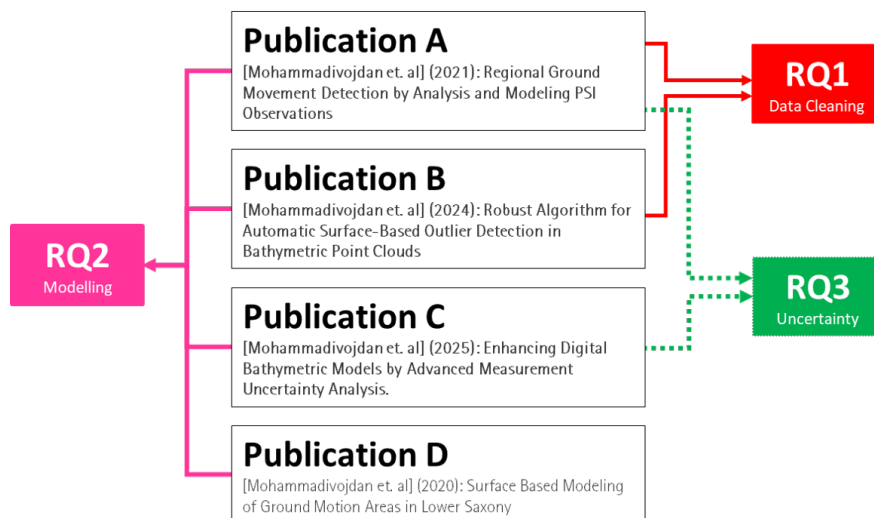 Publication A
[Mohammadivojdan et. al] (2021): Regional Ground
Movement Detection by Analysis and Modeling PSI
Observations
RQ1
Data Cleaning
Publication B
[Mohammadivojdan et. al] (2024): Robust Algorithm for
Automatic Surface-Based Outlier Detection in
Bathymetric Point Clouds
RQ2
Modelling
RQ3
Uncertainty
Publication C
[Mohammadivojdan et. al] (2025): Enhancing Digital
Bathymetric Models by Advanced Measurement
Uncertainty Analysis.
Publication D
[Mohammadivojdan et. al] (2020): Surface Based Modeling
of Ground Motion Areas in Lower Saxony